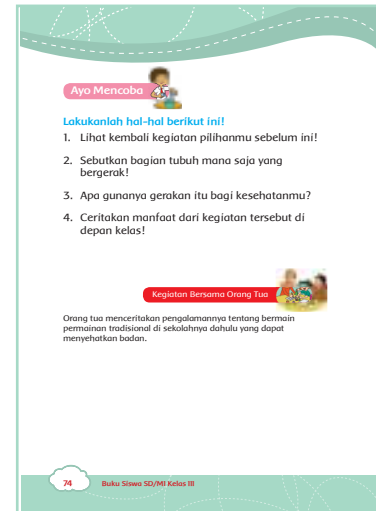 Ayo Mencoba
Lakukanlah hal-hal berikut ini!
1. Lihat kembali kegiatan pilihanmu sebelum ini!
2. Sebutkan bagian tubuh mana saja yang
bergerak!
3. Apa gunanya gerakan itu bagi kesehatanmu?
4. Ceritakan manfaat dari kegiatan tersebut di
depan kelas!
Kegiatan Bersama Orang Tua
Orang tua menceritakan pengalamannya tentang bermain
permainan tradisional di sekolahnya dahulu yang dapat
menyehatkan badan.
74 Buku Siswa SD/MI Kelas III